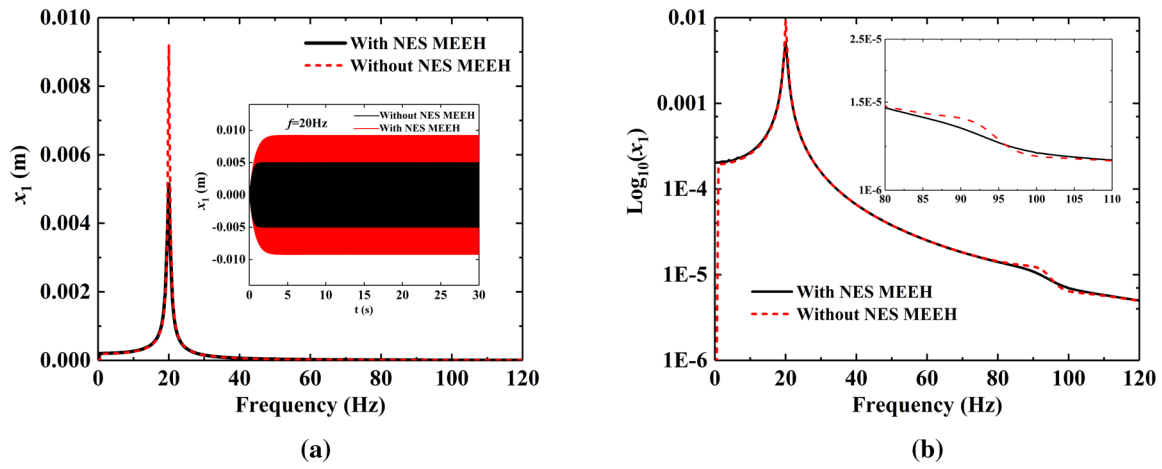 0.010
0.008
0.006
0.004
0.002
0.000
x1 (m)
0 20 40 60 80 100 120
Frequency (Hz)
With NES MEEH
Without NES MEEH
f=20Hz
Without NES MEEH
With NES MEEH
0.010
0.005
0.000
-0.005
-0.010
x1 (m)
0 5 10 15 20 25 30
t (s)
(a)
0.01
0.001
1E-4
1E-5
1E-6
Log10(x1)
0 20 40 60 80 100 120
Frequency (Hz)
2.5E-5
1.5E-5
1E-6
80 85 90 95 100 105 110
With NES MEEH
Without NES MEEH
(b)